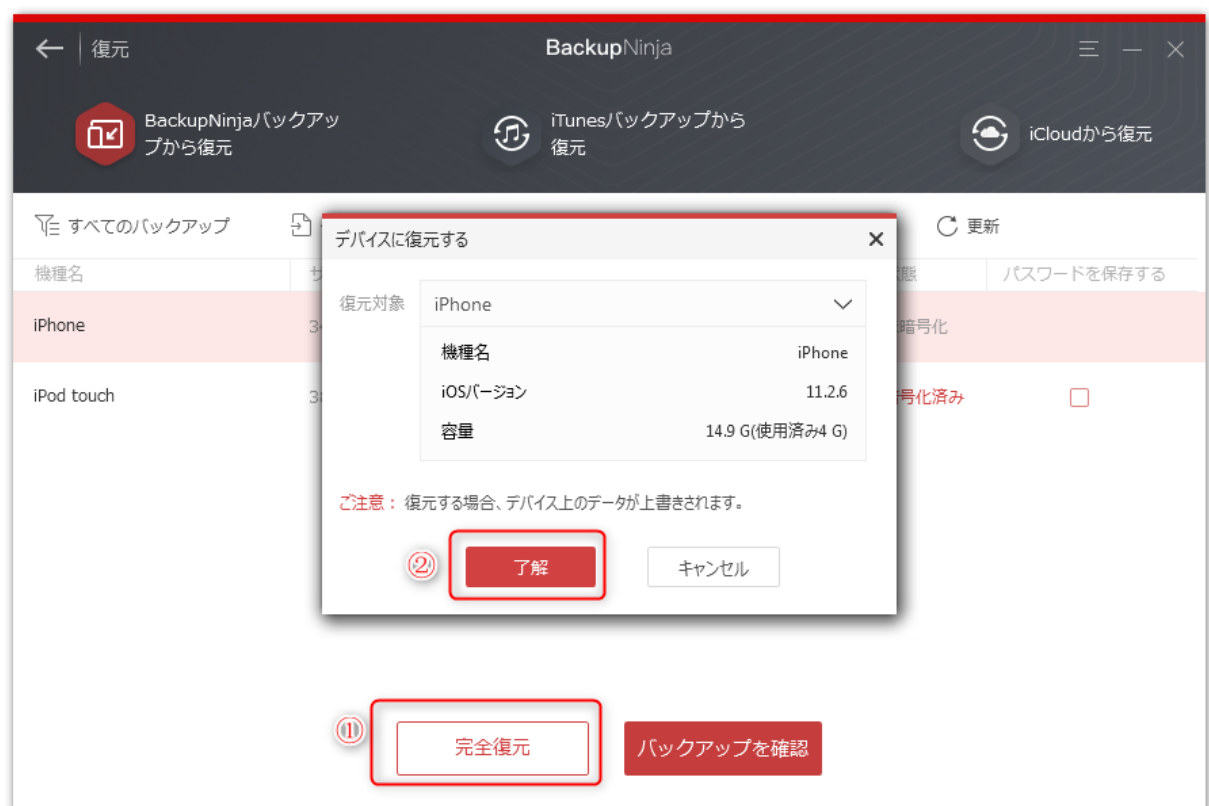 復元
BackupNinja
BackupNinjaバックアッ
プから復元
iTunesバックアップから
復元
iCloudから復元
すべてのバックアップ
更新
機種名
パスワードを保存する
iPhone
暗号化
iPod touch
号化済み
デバイスに復元する
復元対象
iPhone
機種名 iPhone
iOSバージョン 11.2.6
容量 14.9 G(使用済み4 G)
ご注意： 復元する場合、デバイス上のデータが上書きされます。
② 了解 キャンセル
① 完全復元 バックアップを確認